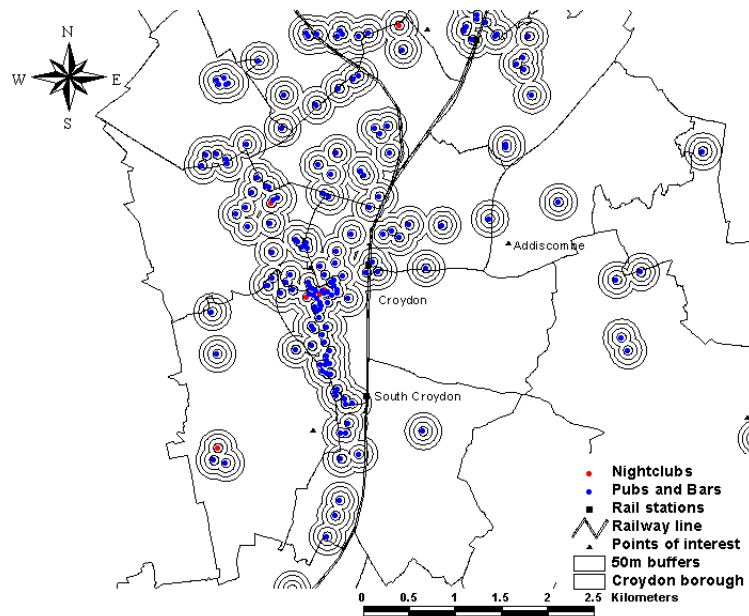 N
W
E
S
Addiscombe
Croydon
South Croydon
Nightclubs
Pubs and Bars
Rail stations
Railway line
Points of interest
50m buffers
Croydon borough
0 0.5 1 1.5 2 2.5 Kilometers